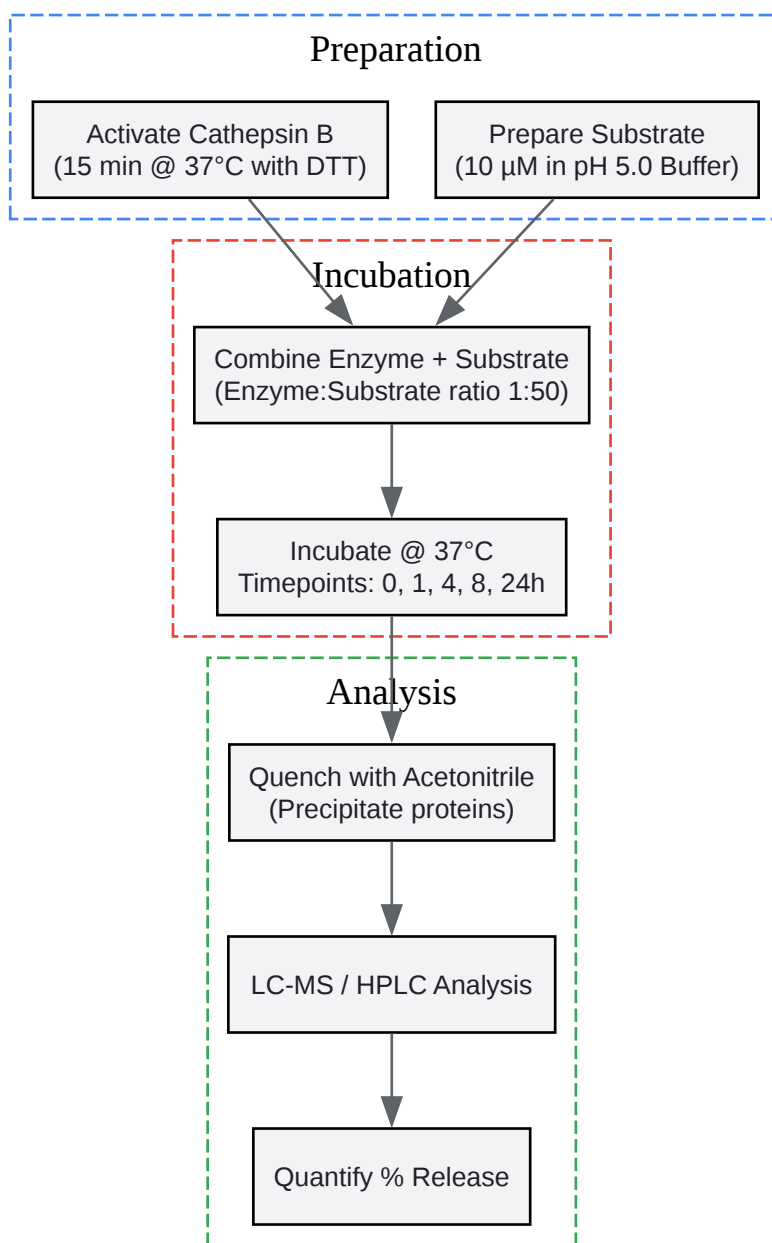 Preparation
Activate Cathepsin B
(15 min @ 37°C with DTT)
Prepare Substrate
(10 µM in pH 5.0 Buffer)
Incubation
Combine Enzyme + Substrate
(Enzyme:Substrate ratio 1:50)
Incubate @ 37°C
Timepoints: 0, 1, 4, 8, 24h
Analysis
Quench with Acetonitrile
(Precipitate proteins)
LC-MS / HPLC Analysis
Quantify % Release